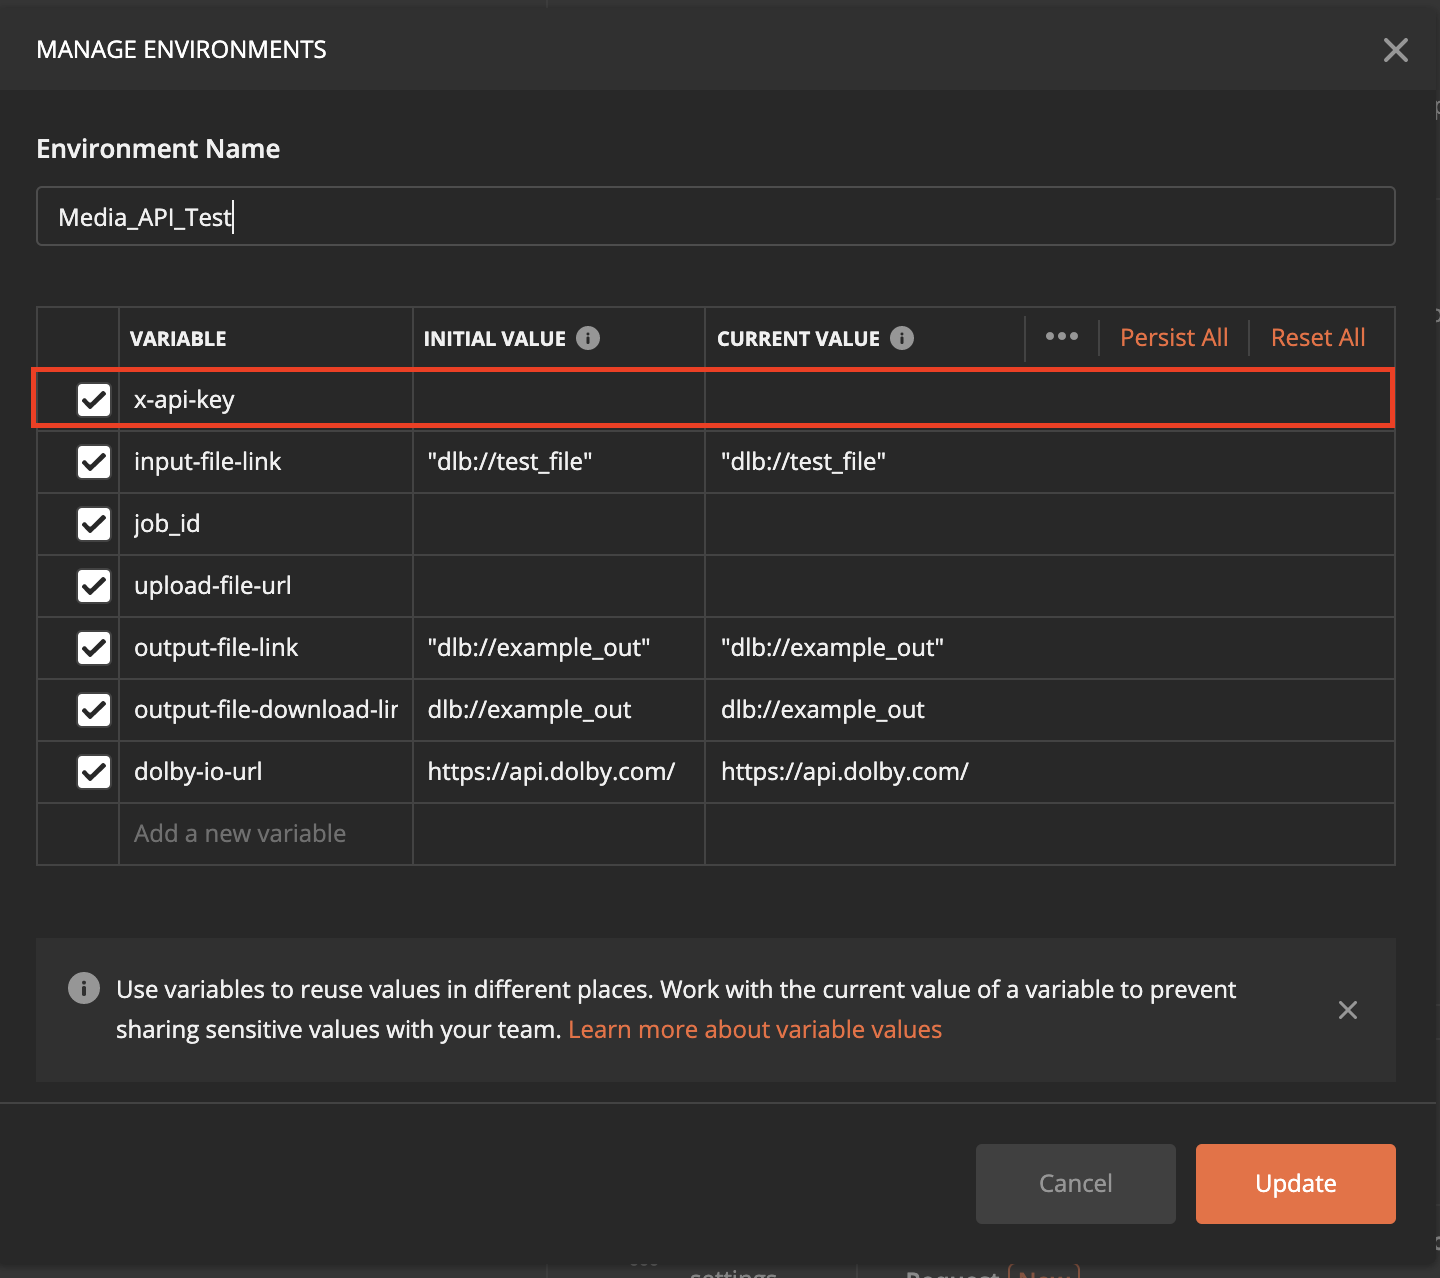 MANAGE ENVIRONMENTS
Environment Name
Media_API_Test
VARIABLE INITIAL VALUE CURRENT VALUE Persist All Reset All
x-api-key
input-file-link "dlb://test_file" "dlb://test_file"
job_id
upload-file-url
output-file-link "dlb://example_out" "dlb://example_out"
output-file-download-lin dlb://example_out dlb://example_out
dolby-io-url https://api.dolby.com/ https://api.dolby.com/
Add a new variable
Use variables to reuse values in different places. Work with the current value of a variable to prevent
sharing sensitive values with your team. Learn more about variable values
Cancel Update
settings Request New